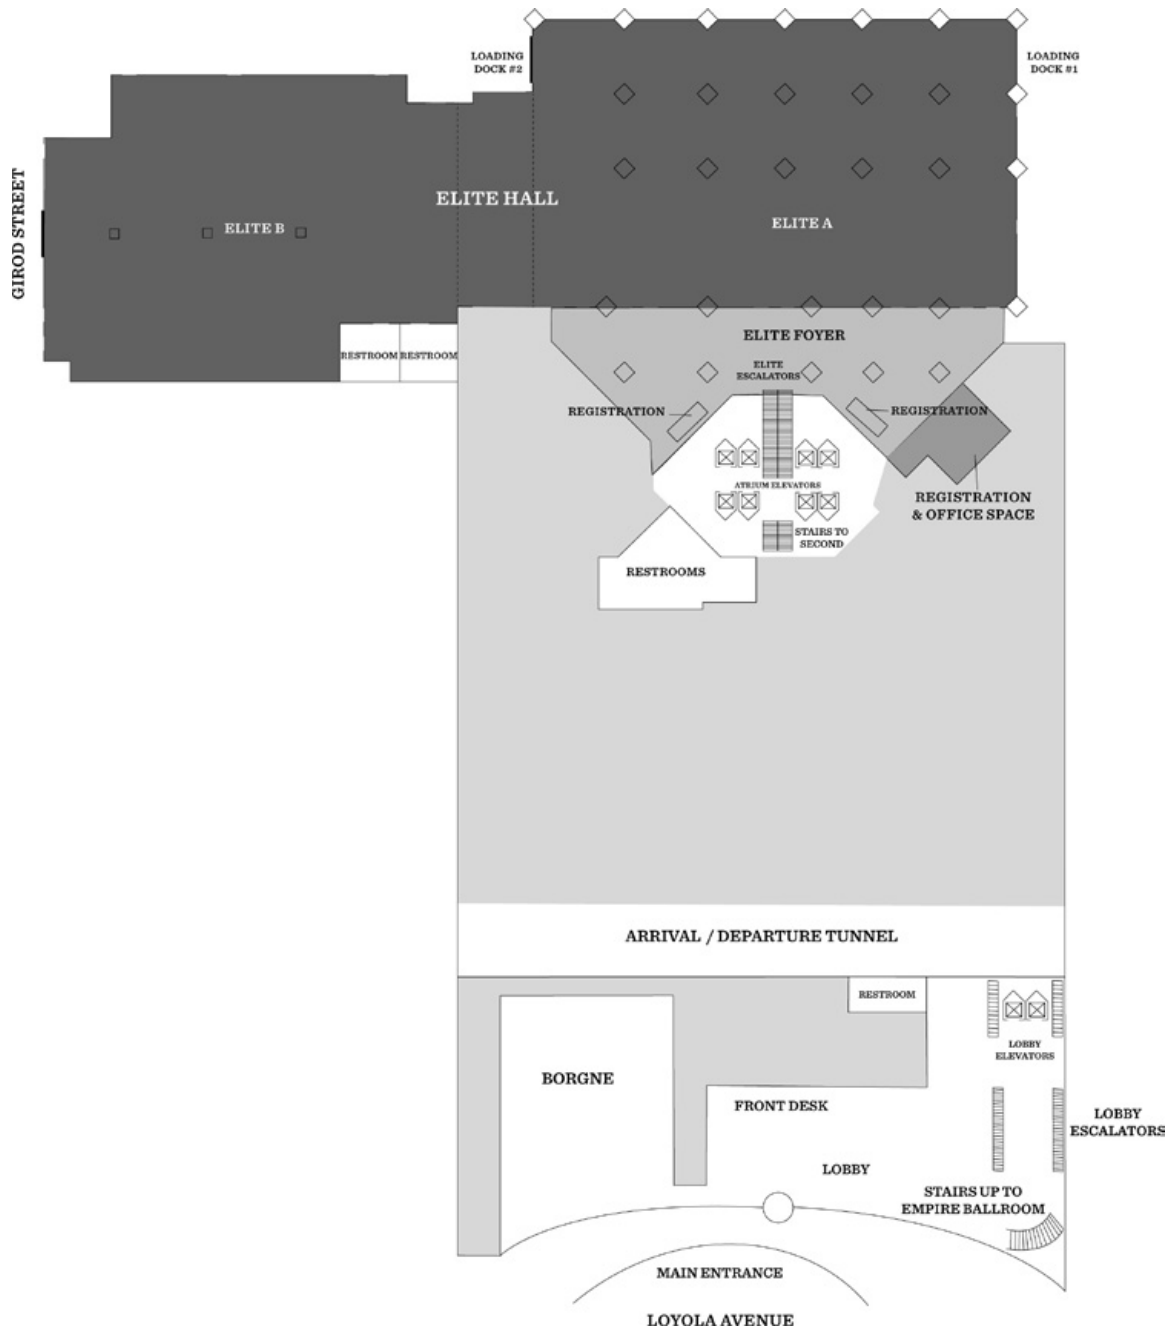 LOADING
DOCK #2
LOADING
DOCK #1
GIROD STREET
ELITE HALL
ELITE B
ELITE A
RESTROOM
RESTROOM
ELITE FOYER
ELITE
ESCALATORS
REGISTRATION
REGISTRATION
ATRIUM ELEVATORS
REGISTRATION
& OFFICE SPACE
STAIRS TO
SECOND
RESTROOMS
ARRIVAL / DEPARTURE TUNNEL
RESTROOM
LOBBY
ELEVATORS
BORGNE
FRONT DESK
LOBBY
ESCALATORS
LOBBY
STAIRS UP TO
EMPIRE BALLROOM
MAIN ENTRANCE
LOYOLA AVENUE